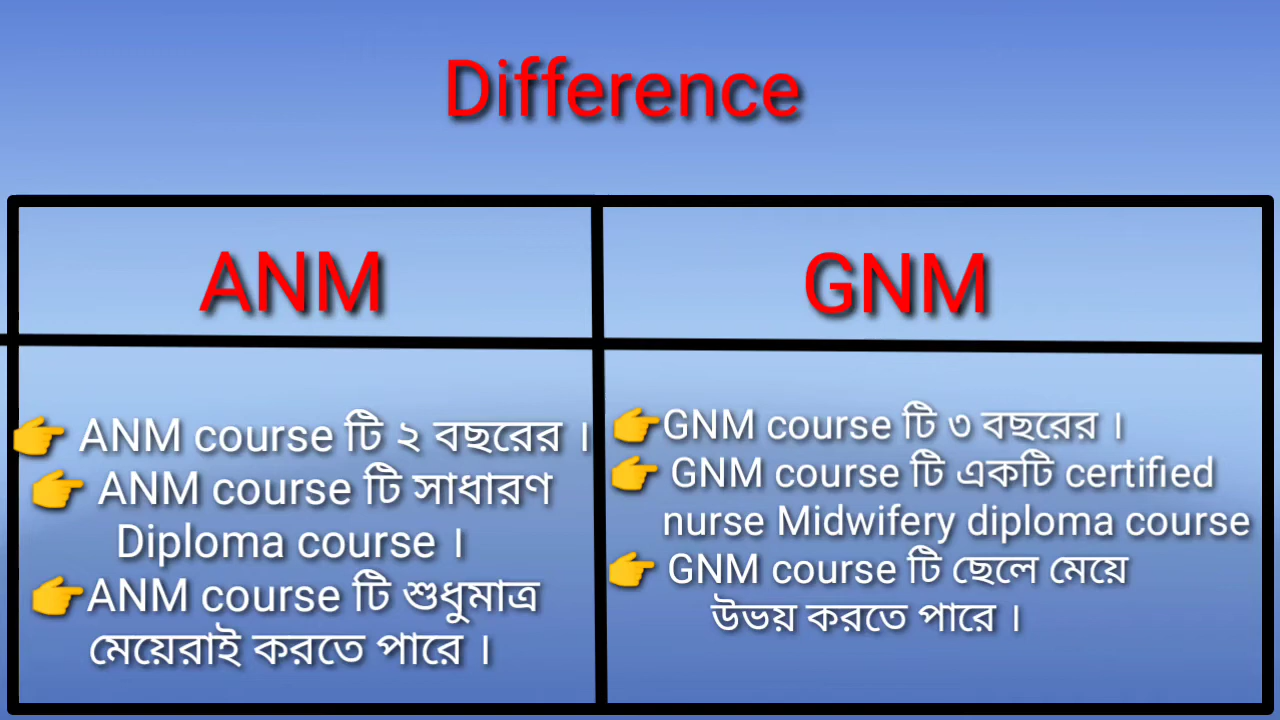 Difference
ANM
GNM
👉 ANM course টি ২ বছরের ।
👉 ANM course টি সাধারণ
Diploma course ।
👉ANM course টি শুধুমাত্র
মেয়েরাই করতে পারে ।
👉GNM course টি ৩ বছরের ।
👉 GNM course টি একটি certified
nurse Midwifery diploma course
👉 GNM course টি ছেলে মেয়ে
উভয় করতে পারে ।